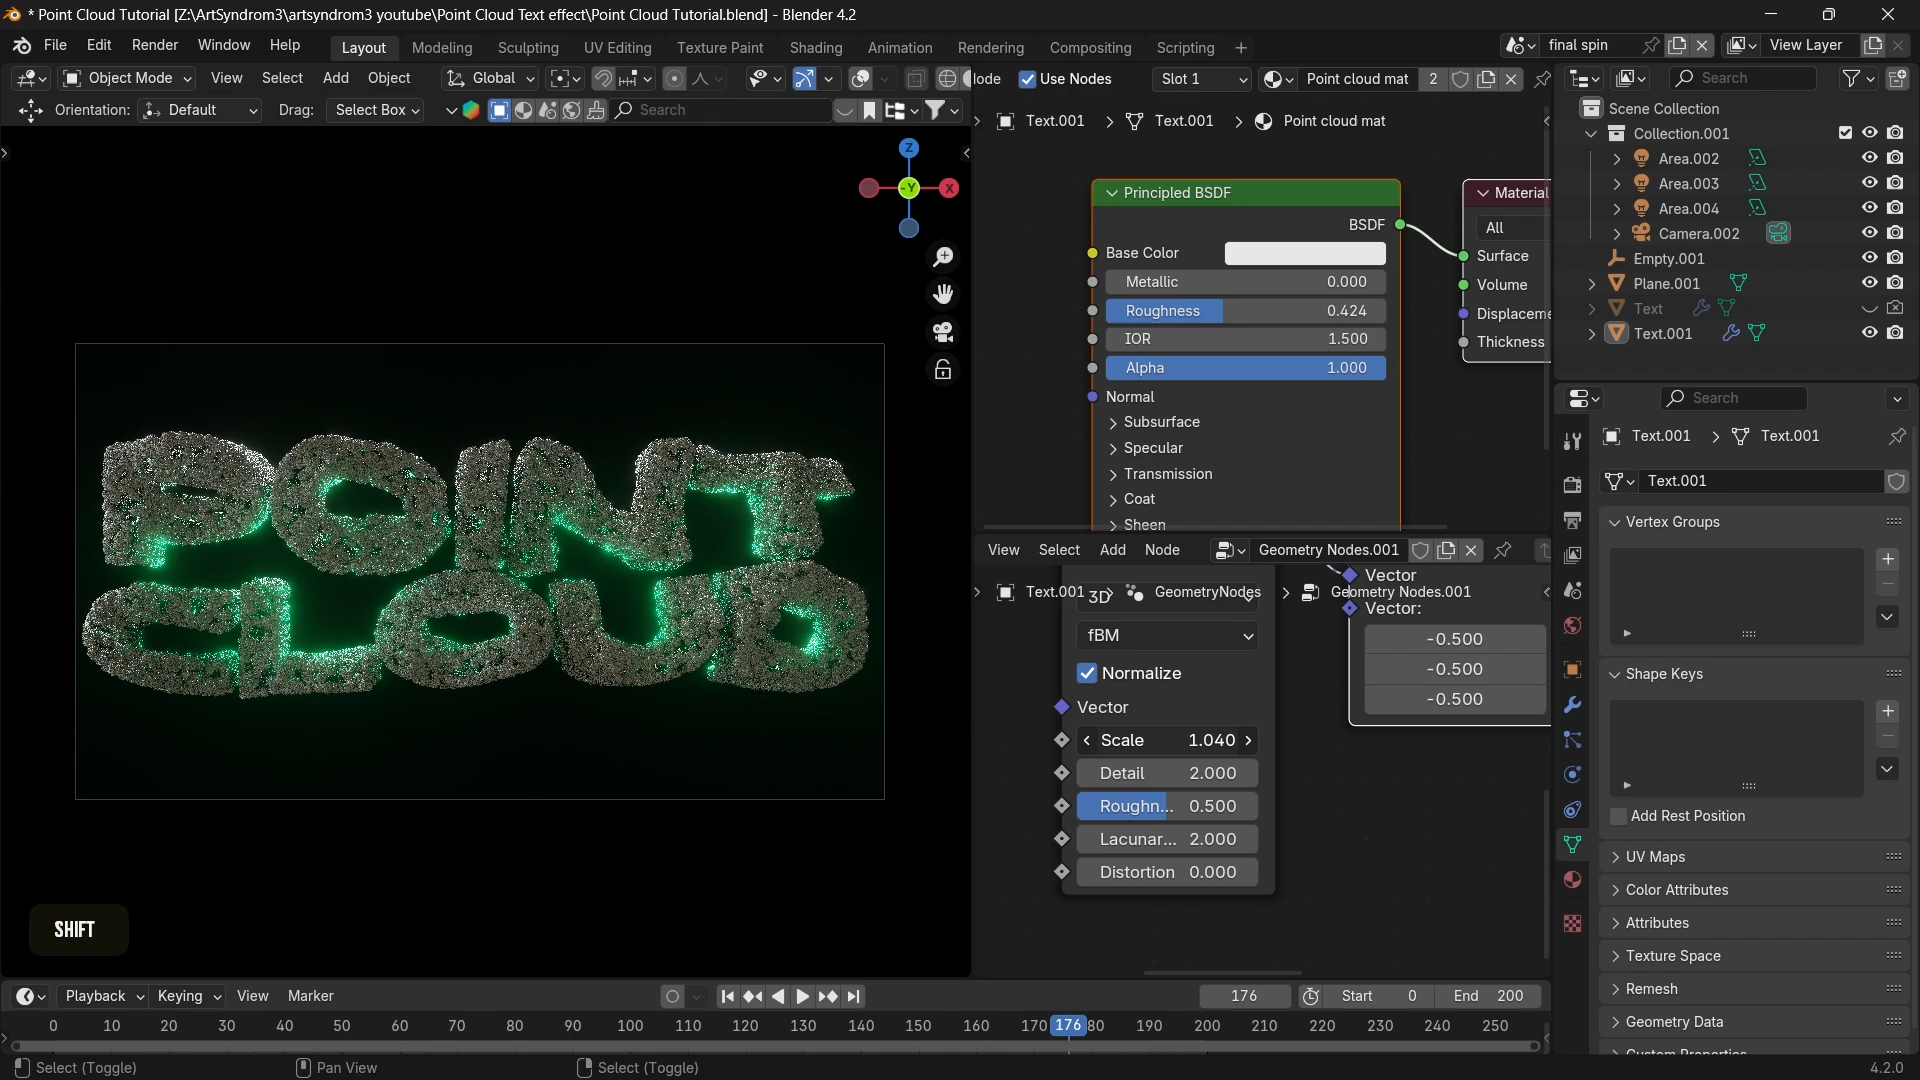 * Point Cloud Tutorial [Z:\ArtSyndrom3\artsyndrom3 youtube\Point Cloud Text effect\Point Cloud Tutorial.blend] - Blender 4.2
File Edit Render Window Help Layout Modeling Sculpting UV Editing Texture Paint Shading Animation Rendering Compositing Scripting + final spin View Layer
Object Mode View Select Add Object Global ode Use Nodes Slot 1 Point cloud mat 2 Search
Orientation: Default Drag: Select Box Search
Text.001 > Text.001 > Point cloud mat
Z
-Y
X
Principled BSDF
BSDF
Base Color
Metallic 0.000
Roughness 0.424
IOR 1.500
Alpha 1.000
Normal
Subsurface
Specular
Transmission
Coat
Sheen
Material
All
Surface
Volume
Displaceme
Thickness
Scene Collection
Collection.001
Area.002
Area.003
Area.004
Camera.002
Empty.001
Plane.001
Text
Text.001
Search
Text.001 > Text.001
Text.001
Vertex Groups
Shape Keys
Add Rest Position
UV Maps
Color Attributes
Attributes
Texture Space
Remesh
Geometry Data
Custom Properties
POINT
CLOUD
View Select Add Node Geometry Nodes.001
Text.001 > GeometryNodes > Geometry Nodes.001
3D
fBM
Normalize
Vector
Scale 1.040
Detail 2.000
Roughn... 0.500
Lacunar... 2.000
Distortion 0.000
Vector
Vector:
-0.500
-0.500
-0.500
SHIFT
Playback Keying View Marker 176 Start 0 End 200
0 10 20 30 40 50 60 70 80 90 100 110 120 130 140 150 160 170 176 80 190 200 210 220 230 240 250
Select (Toggle) Pan View Select (Toggle) 4.2.0